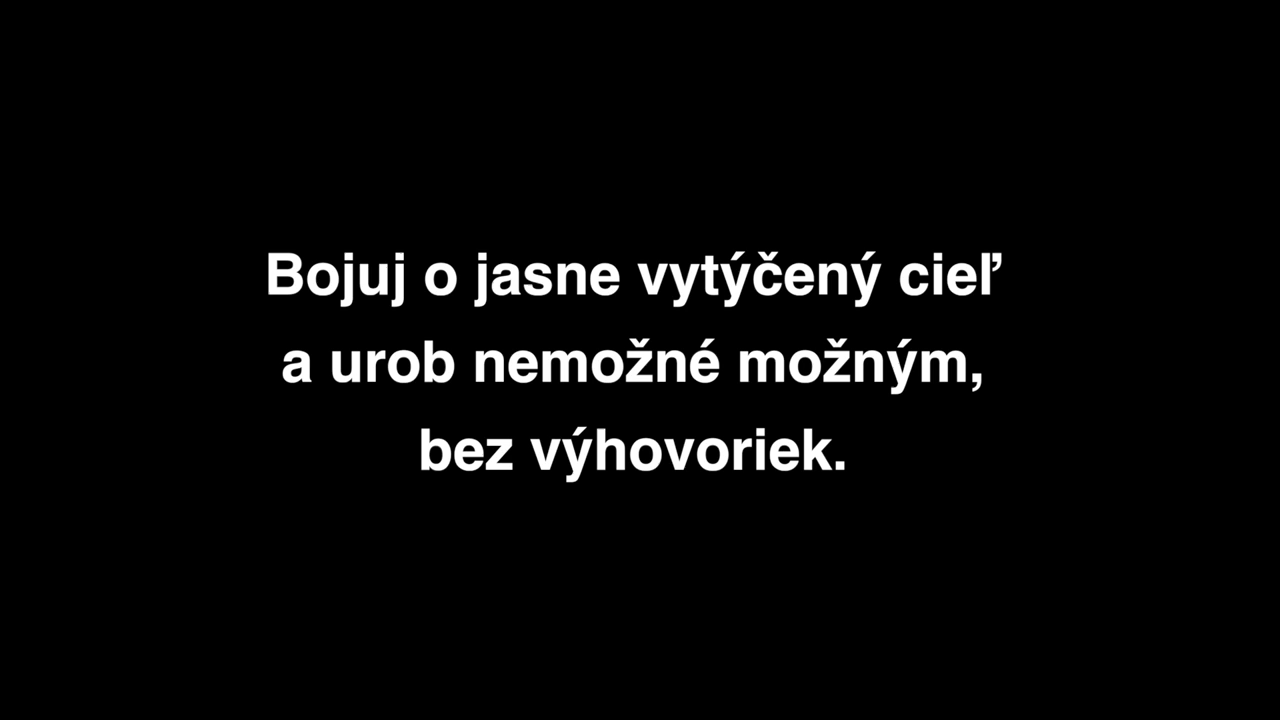 Bojuj o jasne vytýčený cieľ
a urob nemožné možným,
bez výhovoriek.